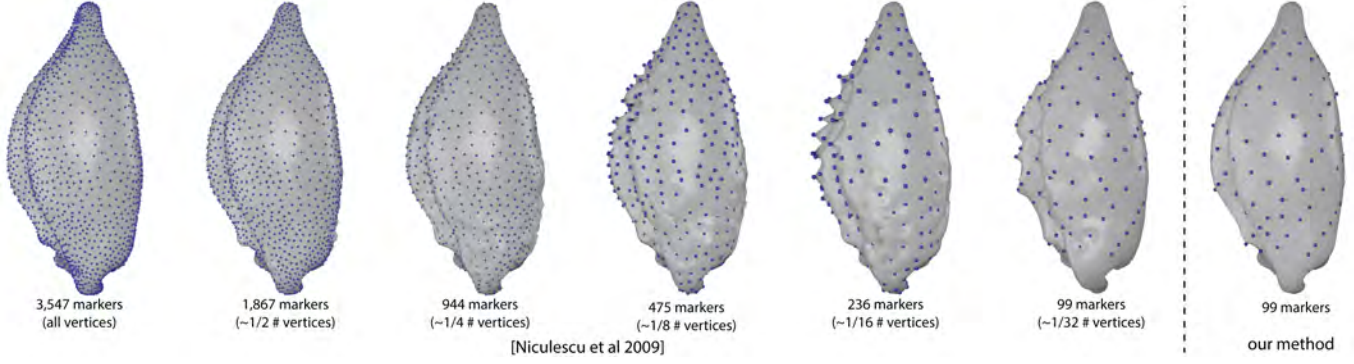 3,547 markers
(all vertices)
1,867 markers
(~1/2 # vertices)
944 markers
(~1/4 # vertices)
475 markers
(~1/8 # vertices)
236 markers
(~1/16 # vertices)
99 markers
(~1/32 # vertices)
99 markers
[Niculescu et al 2009]
our method